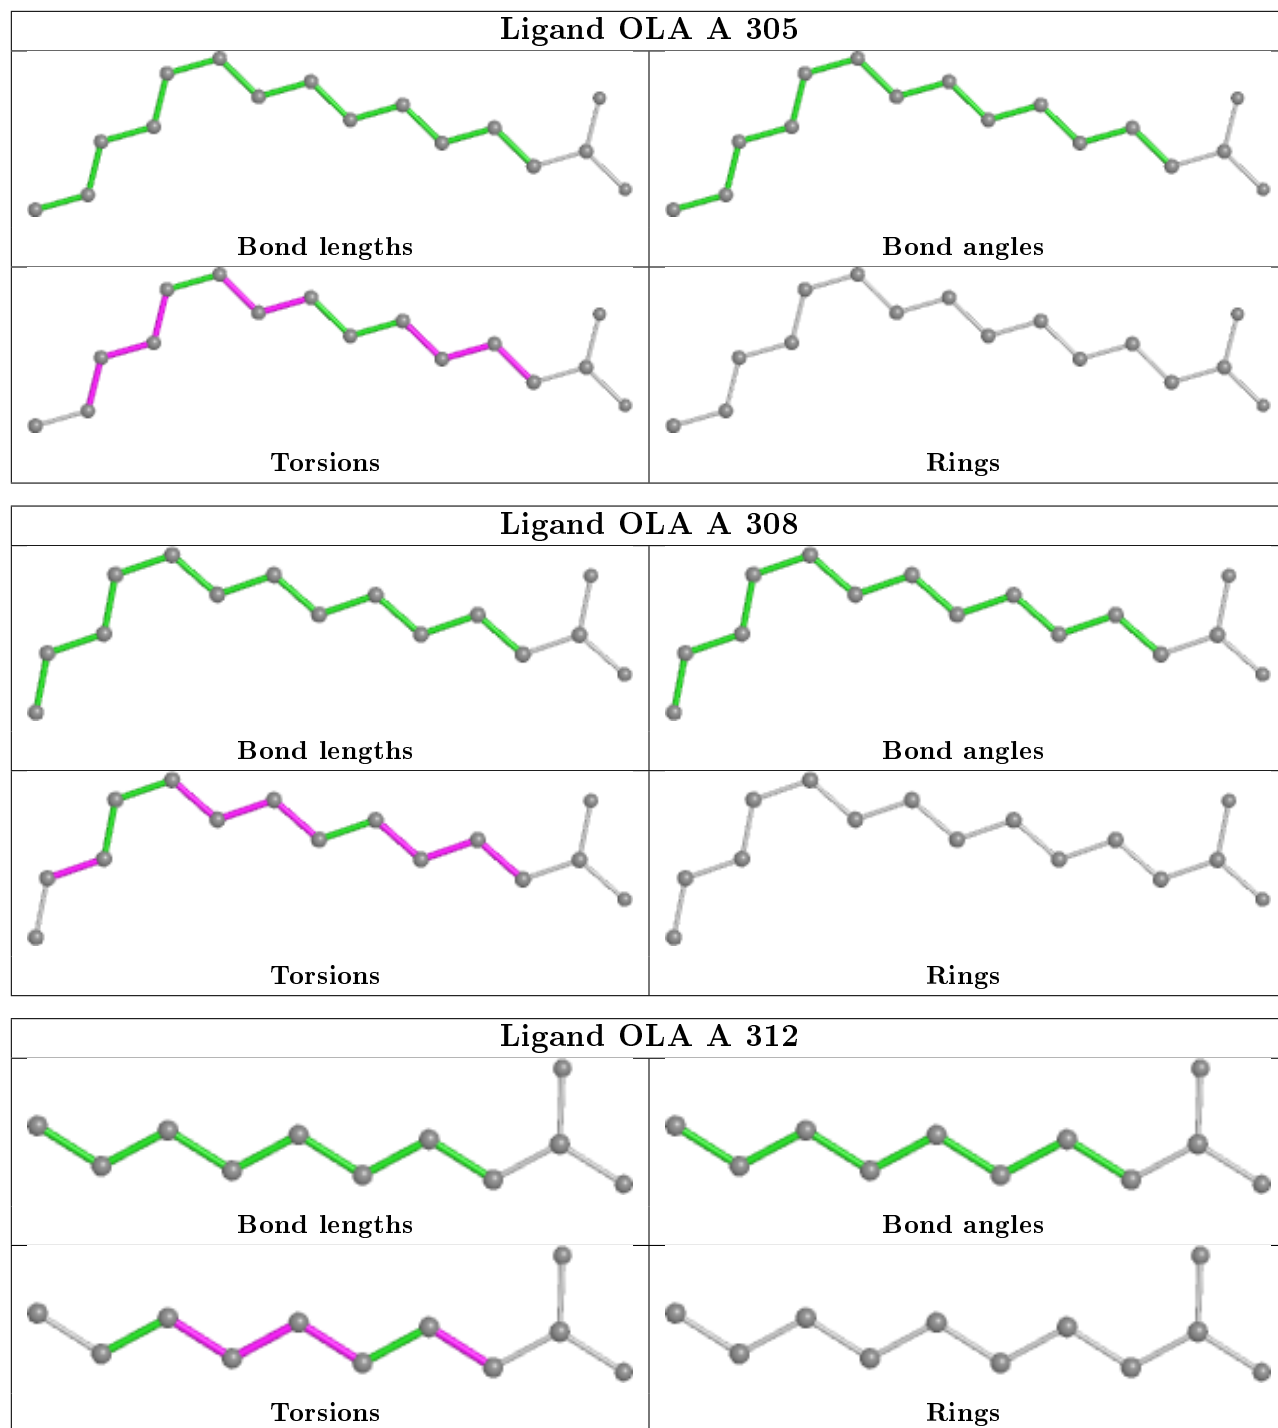 Ligand OLA A 305
Bond lengths
Bond angles
Torsions
Rings
Ligand OLA A 308
Bond lengths
Bond angles
Torsions
Rings
Ligand OLA A 312
Bond lengths
Bond angles
Torsions
Rings